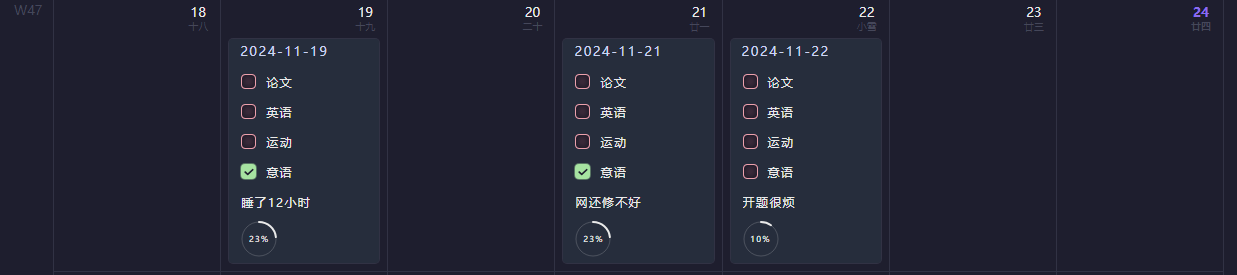 W47
18
十八
19
十九
20
二十
21
廿一
22
小雪
23
廿三
24
廿四
2024-11-19
论文
英语
运动
意语
睡了12小时
23%
2024-11-21
论文
英语
运动
意语
网还修不好
23%
2024-11-22
论文
英语
运动
意语
开题很烦
10%